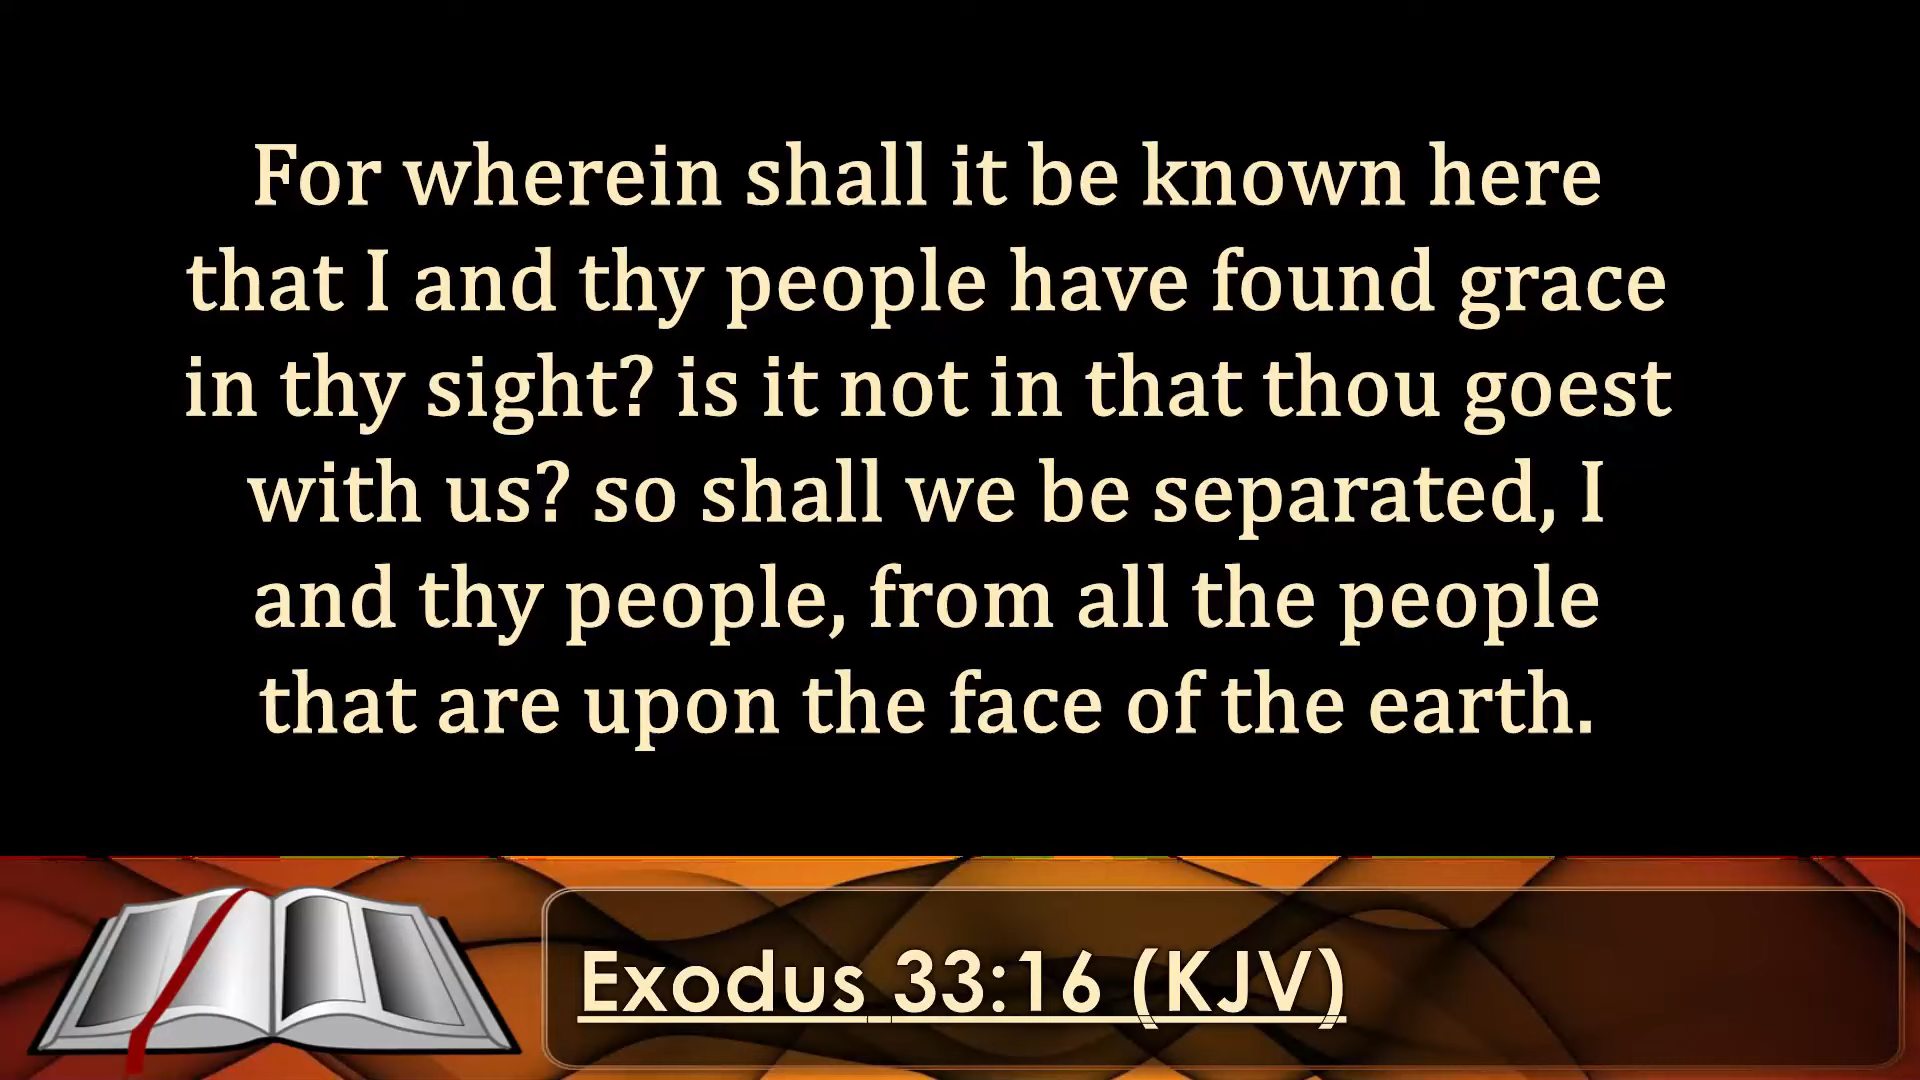 For wherein shall it be known here
that I and thy people have found grace
in thy sight? is it not in that thou goest
with us? so shall we be separated, I
and thy people, from all the people
that are upon the face of the earth.
Exodus 33:16 (KJV)